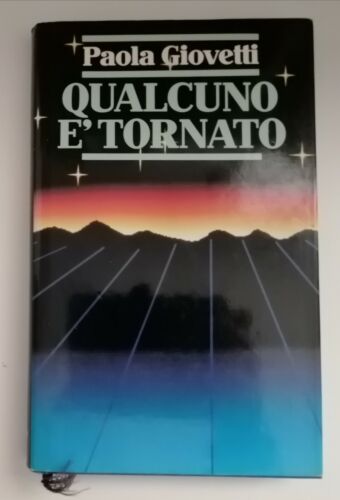 Paola Giovetti
QUALCUNO
E' TORNATO